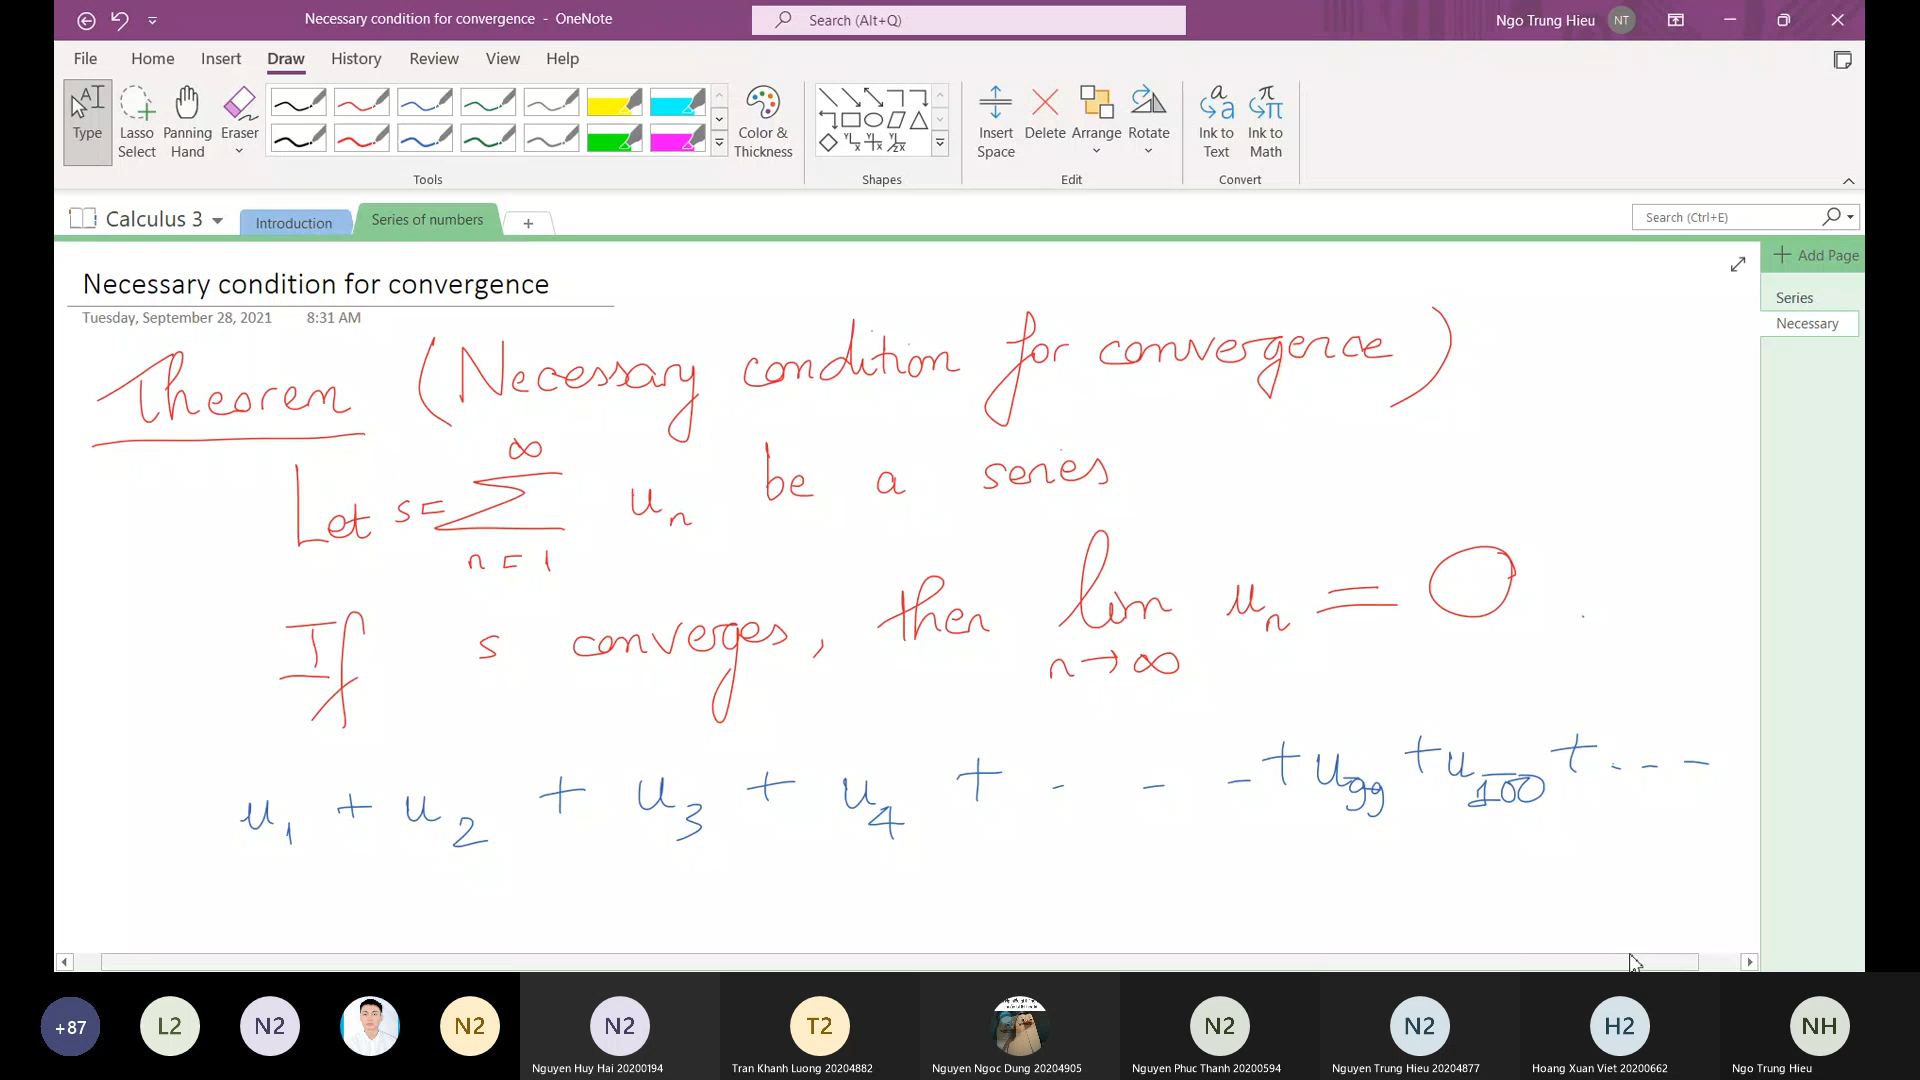 Necessary condition for convergence - OneNote
Search (Alt+Q)
Ngo Trung Hieu NT
File Home Insert Draw History Review View Help
Type
Lasso Select
Panning Hand
Eraser
Color & Thickness
Insert Space
Delete
Arrange
Rotate
Ink to Text
Ink to Math
Tools Shapes Edit Convert
Calculus 3 Introduction Series of numbers +
Search (Ctrl+E)
Necessary condition for convergence
Tuesday, September 28, 2021 8:31 AM
Add Page
Series
Necessary
Theorem (Necessary condition for convergence)
Let s = ∑_{n=1}^{∞} u_n be a series
If s converges, then lim_{n→∞} u_n = 0.
u_1 + u_2 + u_3 + u_4 + - - - + u_99 + u_100 + - - -
+87 L2 N2 N2 N2 T2 N2 N2 H2 NH
Nguyen Huy Hai 20200194
Tran Khanh Luong 20204882
Nguyen Ngoc Dung 20204905
Nguyen Phuc Thanh 20200594
Nguyen Trung Hieu 20204877
Hoang Xuan Viet 20200662
Ngo Trung Hieu